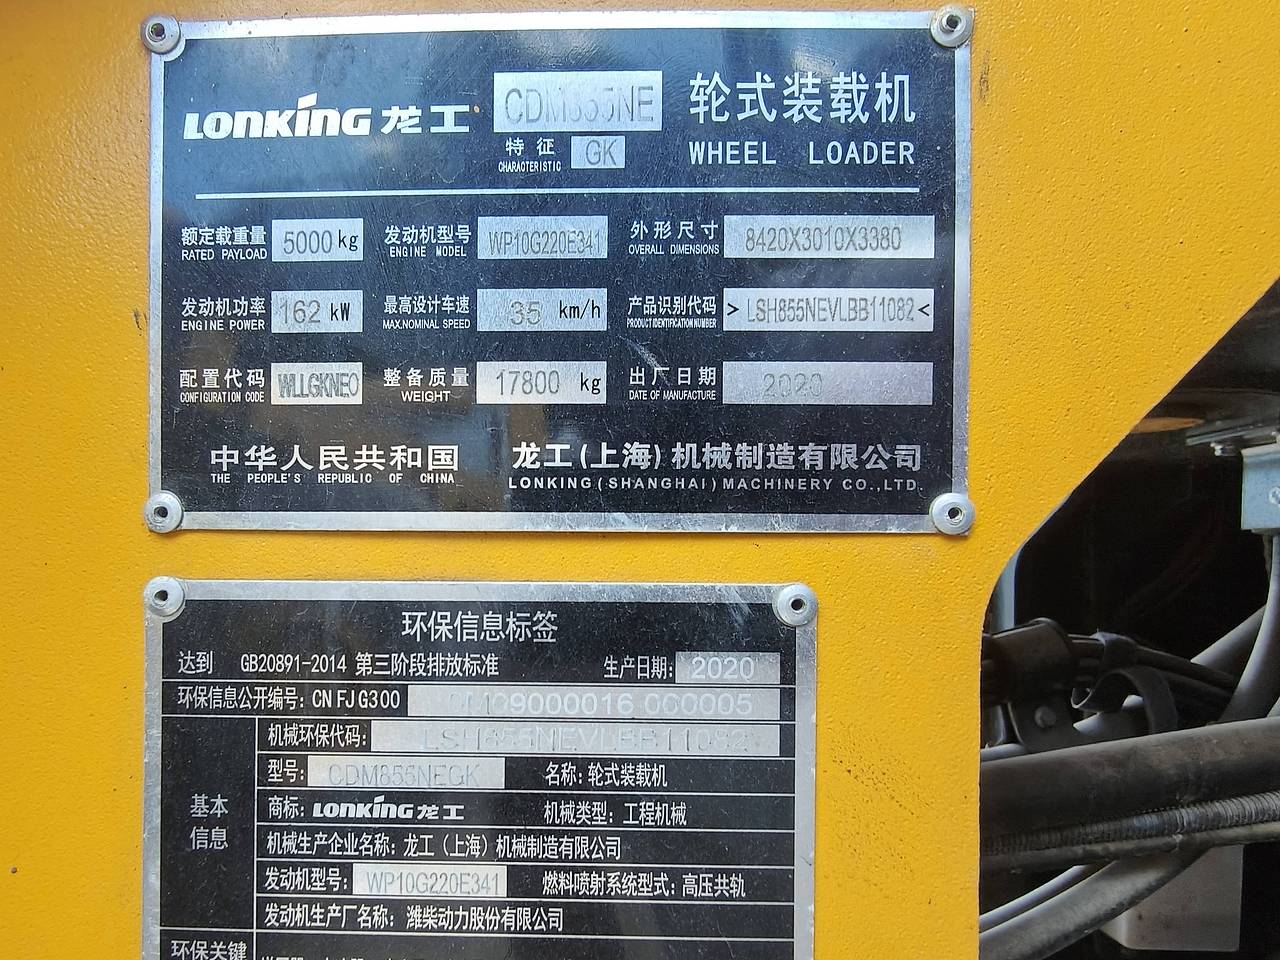 LONKING 龙工 CDM855NE 轮式装载机
特征 GK WHEEL LOADER
CHARACTERISTIC
额定载重量 5000 kg 发动机型号 WP10G220E341 外形尺寸 8420X3010X3380
RATED PAYLOAD ENGINE MODEL OVERALL DIMENSIONS
发动机功率 162 kW 最高设计车速 35 km/h 产品识别代码 >LSH855NEVLBB11082<
ENGINE POWER MAX.NOMINAL SPEED PRODUCT IDENTIFICATION NUMBER
配置代码 WLLGKNEO 整备质量 17800 kg 出厂日期 2020
CONFIGURATION CODE WEIGHT DATE OF MANUFACTURE
中华人民共和国 龙工(上海)机械制造有限公司
THE PEOPLE'S REPUBLIC OF CHINA LONKING(SHANGHAI)MACHINERY CO.,LTD.
环保信息标签
达到 GB20891-2014 第三阶段排放标准 生产日期: 2020
环保信息公开编号: CN FJ G300 000005
基本信息
机械环保代码: LSH855NEVLBB11082
型号: CDM855NEGK 名称: 轮式装载机
商标: LONKING 龙工 机械类型: 工程机械
机械生产企业名称: 龙工(上海)机械制造有限公司
发动机型号: WP10G220E341 燃料喷射系统型式: 高压共轨
发动机生产厂名称: 潍柴动力股份有限公司
环保关键